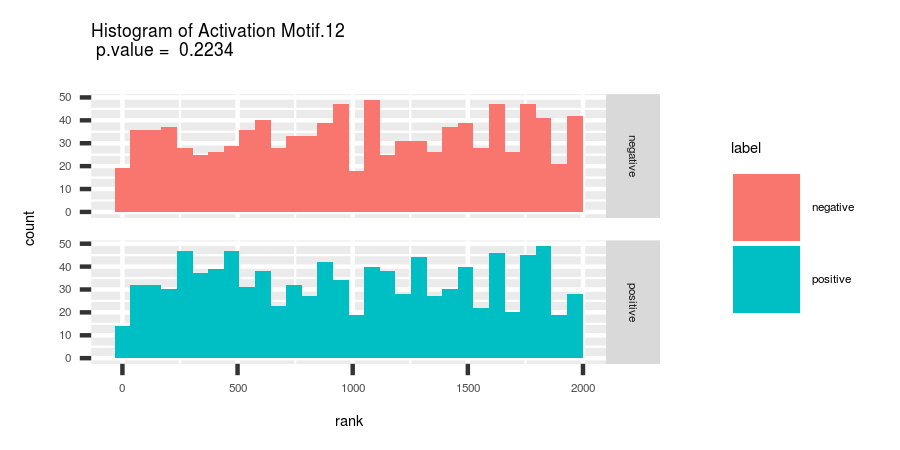 Histogram of Activation Motif.12
p.value = 0.2234
50
40
30
20
10
0
negative
50
40
30
20
10
0
positive
0
500
1000
1500
2000
rank
count
label
negative
positive